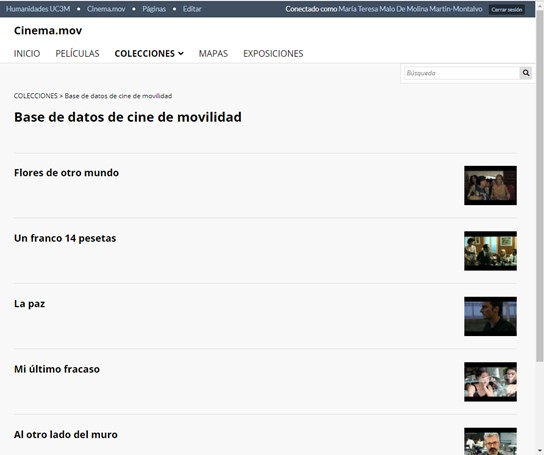 Humanidades UC3M • Cinema.mov • Páginas • Editar Conectado como María Teresa Malo De Molina Martín-Montalvo Cerrar sesión
Cinema.mov
INICIO PELÍCULAS COLECCIONES MAPAS EXPOSICIONES
Búsqueda
COLECCIONES > Base de datos de cine de movilidad
Base de datos de cine de movilidad
Flores de otro mundo
Un franco 14 pesetas
La paz
Mi último fracaso
Al otro lado del muro